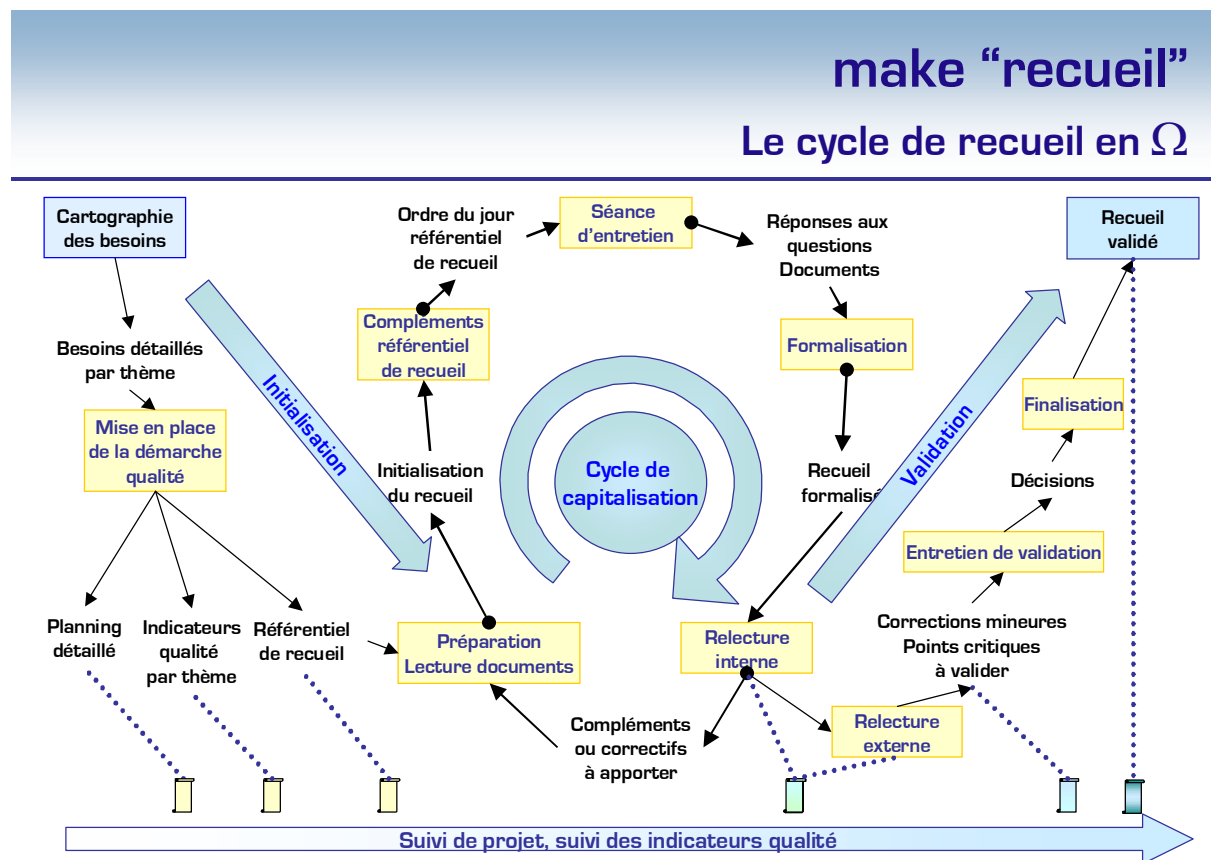 make “recueil”
Le cycle de recueil en Ω
Cartographie
des besoins
Besoins détaillés
par thème
Mise en place
de la démarche
qualité
Planning
détaillé
Indicateurs
qualité
par thème
Référentiel
de recueil
Initialisation
Préparation
Lecture documents
Initialisation
du recueil
Compléments
référentiel
de recueil
Ordre du jour
référentiel
de recueil
Séance
d’entretien
Réponses aux
questions
Documents
Formalisation
Recueil
formalisé
Cycle de
capitalisation
Relecture
interne
Compléments
ou correctifs
à apporter
Relecture
externe
Validation
Corrections mineures
Points critiques
à valider
Entretien de validation
Décisions
Finalisation
Recueil
validé
Suivi de projet, suivi des indicateurs qualité